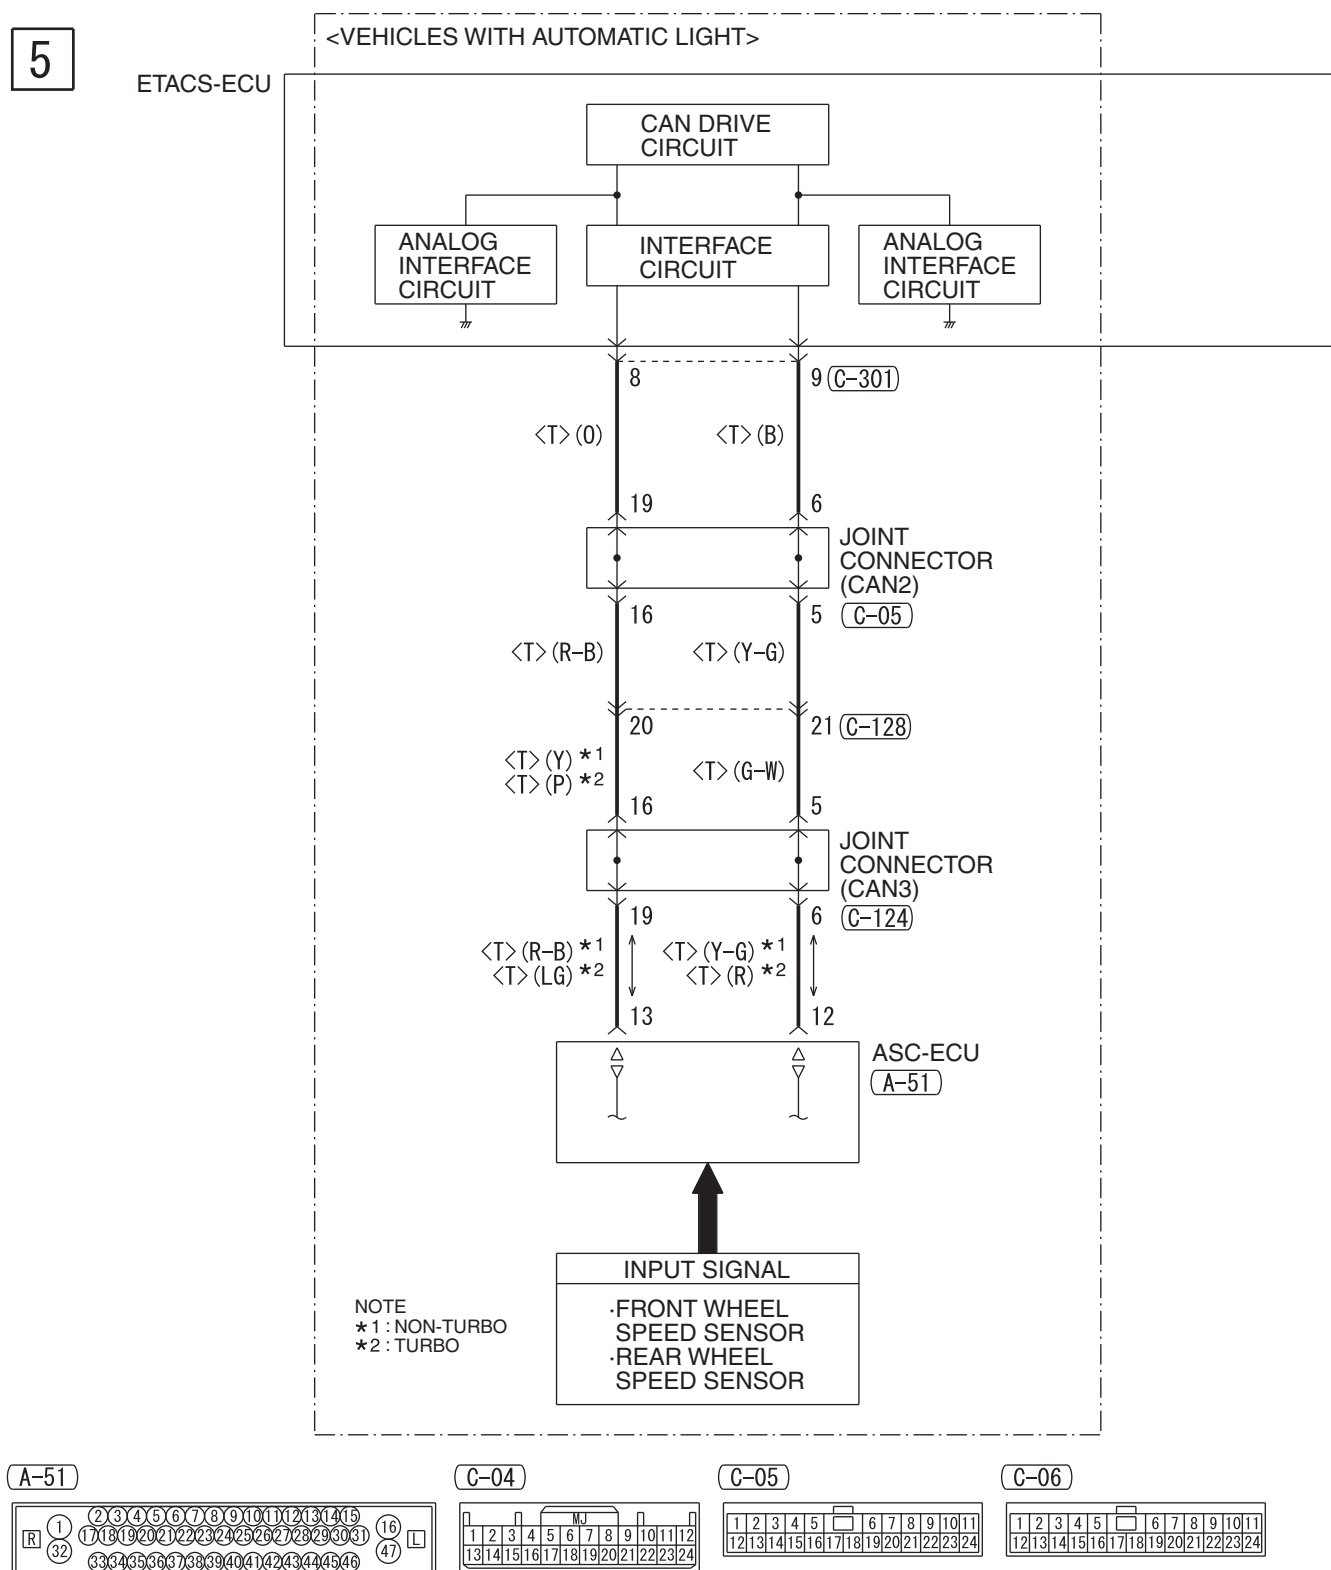 5
<VEHICLES WITH AUTOMATIC LIGHT>
ETACS-ECU
CAN DRIVE
CIRCUIT
ANALOG
INTERFACE
CIRCUIT
INTERFACE
CIRCUIT
ANALOG
INTERFACE
CIRCUIT
8 9 C-301
<T>(O) <T>(B)
19 6
JOINT
CONNECTOR
(CAN2)
16 5 C-05
<T>(R-B) <T>(Y-G)
20 21 C-128
<T>(Y)*1
<T>(P)*2
<T>(G-W)
16 5
JOINT
CONNECTOR
(CAN3)
19 6 C-124
<T>(R-B)*1 <T>(Y-G)*1
<T>(LG)*2 <T>(R)*2
13 12
ASC-ECU
A-51
INPUT SIGNAL
·FRONT WHEEL
SPEED SENSOR
·REAR WHEEL
SPEED SENSOR
NOTE
*1 : NON-TURBO
*2 : TURBO
A-51
R 1 32
2 3 4 5 6 7 8 9 10 11 12 13 14 15
17 18 19 20 21 22 23 24 25 26 27 28 29 30 31
33 34 35 36 37 38 39 40 41 42 43 44 45 46
16 47 L
C-04
MJ
1 2 3 4 5 6 7 8 9 10 11 12
13 14 15 16 17 18 19 20 21 22 23 24
C-05
1 2 3 4 5 6 7 8 9 10 11
12 13 14 15 16 17 18 19 20 21 22 23 24
C-06
1 2 3 4 5 6 7 8 9 10 11
12 13 14 15 16 17 18 19 20 21 22 23 24